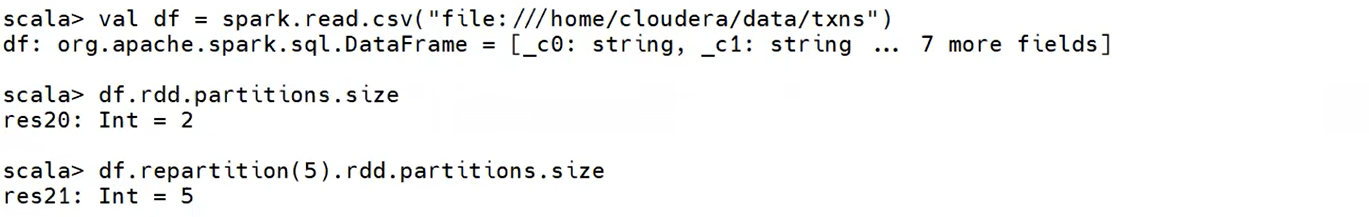 scala> val df = spark.read.csv("file:///home/cloudera/data/txns")
df: org.apache.spark.sql.DataFrame = [_c0: string, _c1: string ... 7 more fields]
scala> df.rdd.partitions.size
res20: Int = 2
scala> df.repartition(5).rdd.partitions.size
res21: Int = 5